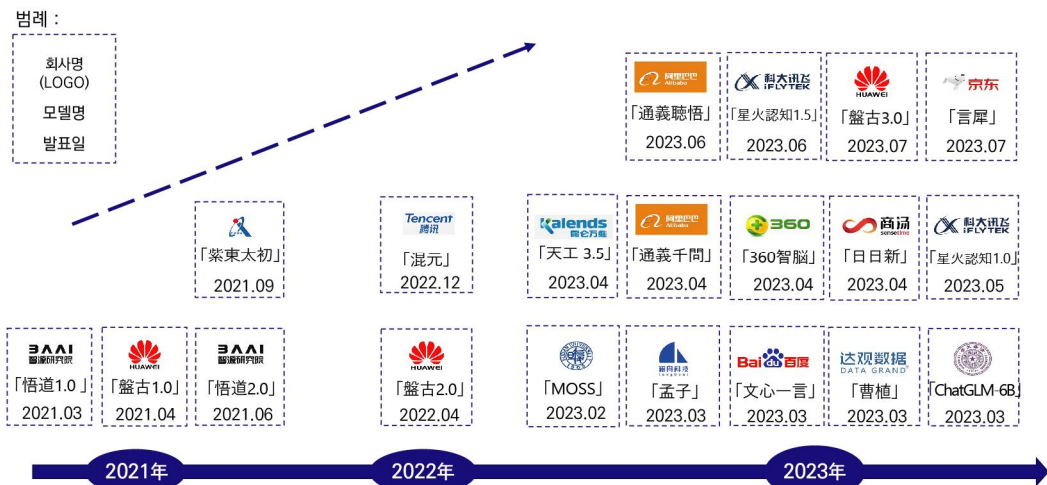 범례 :
회사명
(LOGO)
모델명
발표일
阿里巴巴
Alibaba
「通義聴悟」
2023.06
科大讯飞
iFLYTEK
「星火認知1.5」
2023.06
HUAWEI
「盤古3.0」
2023.07
京东
「言犀」
2023.07
「紫東太初」
2021.09
Tencent
腾讯
「混元」
2022.12
kalends
昆仑万维
「天工 3.5」
2023.04
阿里巴巴
Alibaba
「通義千問」
2023.04
360
「360智脳」
2023.04
商汤
sensetime
「日日新」
2023.04
科大讯飞
iFLYTEK
「星火認知1.0」
2023.05
BAAI
智源研究院
「悟道1.0 」
2021.03
HUAWEI
「盤古1.0」
2021.04
BAAI
智源研究院
「悟道2.0」
2021.06
HUAWEI
「盤古2.0」
2022.04
「MOSS」
2023.02
澜舟科技
「孟子」
2023.03
Bai du 百度
「文心一言」
2023.03
达观数据
DATA GRAND
「曹植」
2023.03
「ChatGLM-6B」
2023.03
2021年
2022年
2023年